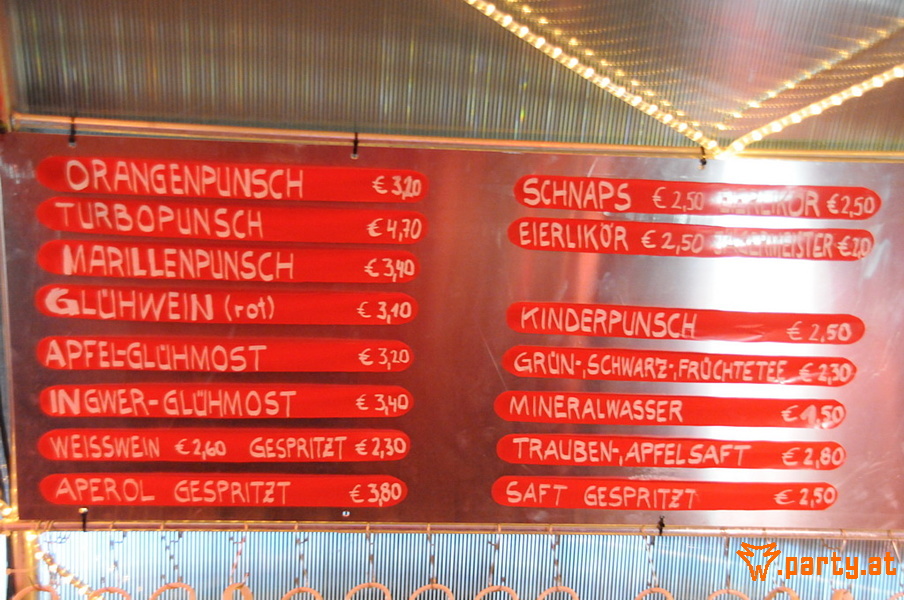 ORANGENPUNSCH €3,20
TURBOPUNSCH €4,70
MARILLENPUNSCH €3,40
GLÜHWEIN (rot) €3,10
APFEL-GLÜHMOST €3,20
INGWER-GLÜHMOST €3,40
WEISSWEIN €2,60 GESPRITZT €2,30
APEROL GESPRITZT €3,80
SCHNAPS €2,50 EIERLIKÖR €2,50
EIERLIKÖR €2,50 JÄGERMEISTER
KINDERPUNSCH €2,50
GRÜN-,SCHWARZ-,FRÜCHTETEE €2,30
MINERALWASSER €1,50
TRAUBEN-,APFELSAFT €2,80
SAFT GESPRITZT €2,50
W.party.at